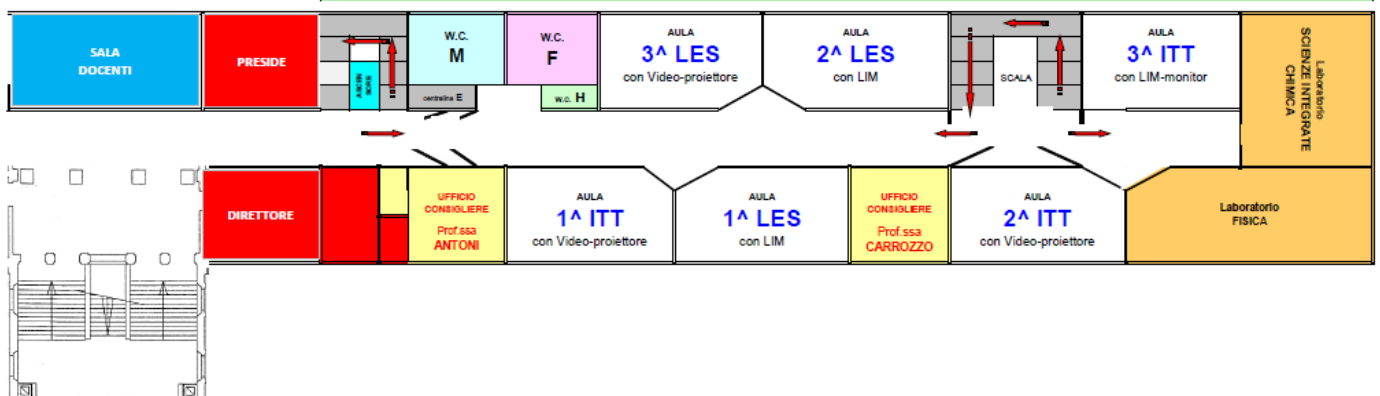 SALA
DOCENTI
PRESIDE
ASCEN
SORE
W.C.
M
centralina E
W.C.
F
W.C. H
AULA
3^ LES
con Video-proiettore
AULA
2^ LES
con LIM
SCALA
AULA
3^ ITT
con LIM-monitor
Laboratorio
SCIENZE INTEGRATE
CHIMICA
DIRETTORE
UFFICIO
CONSIGLIERE
Prof.ssa
ANTONI
AULA
1^ ITT
con Video-proiettore
AULA
1^ LES
con LIM
UFFICIO
CONSIGLIERE
Prof.ssa
CARROZZO
AULA
2^ ITT
con Video-proiettore
Laboratorio
FISICA